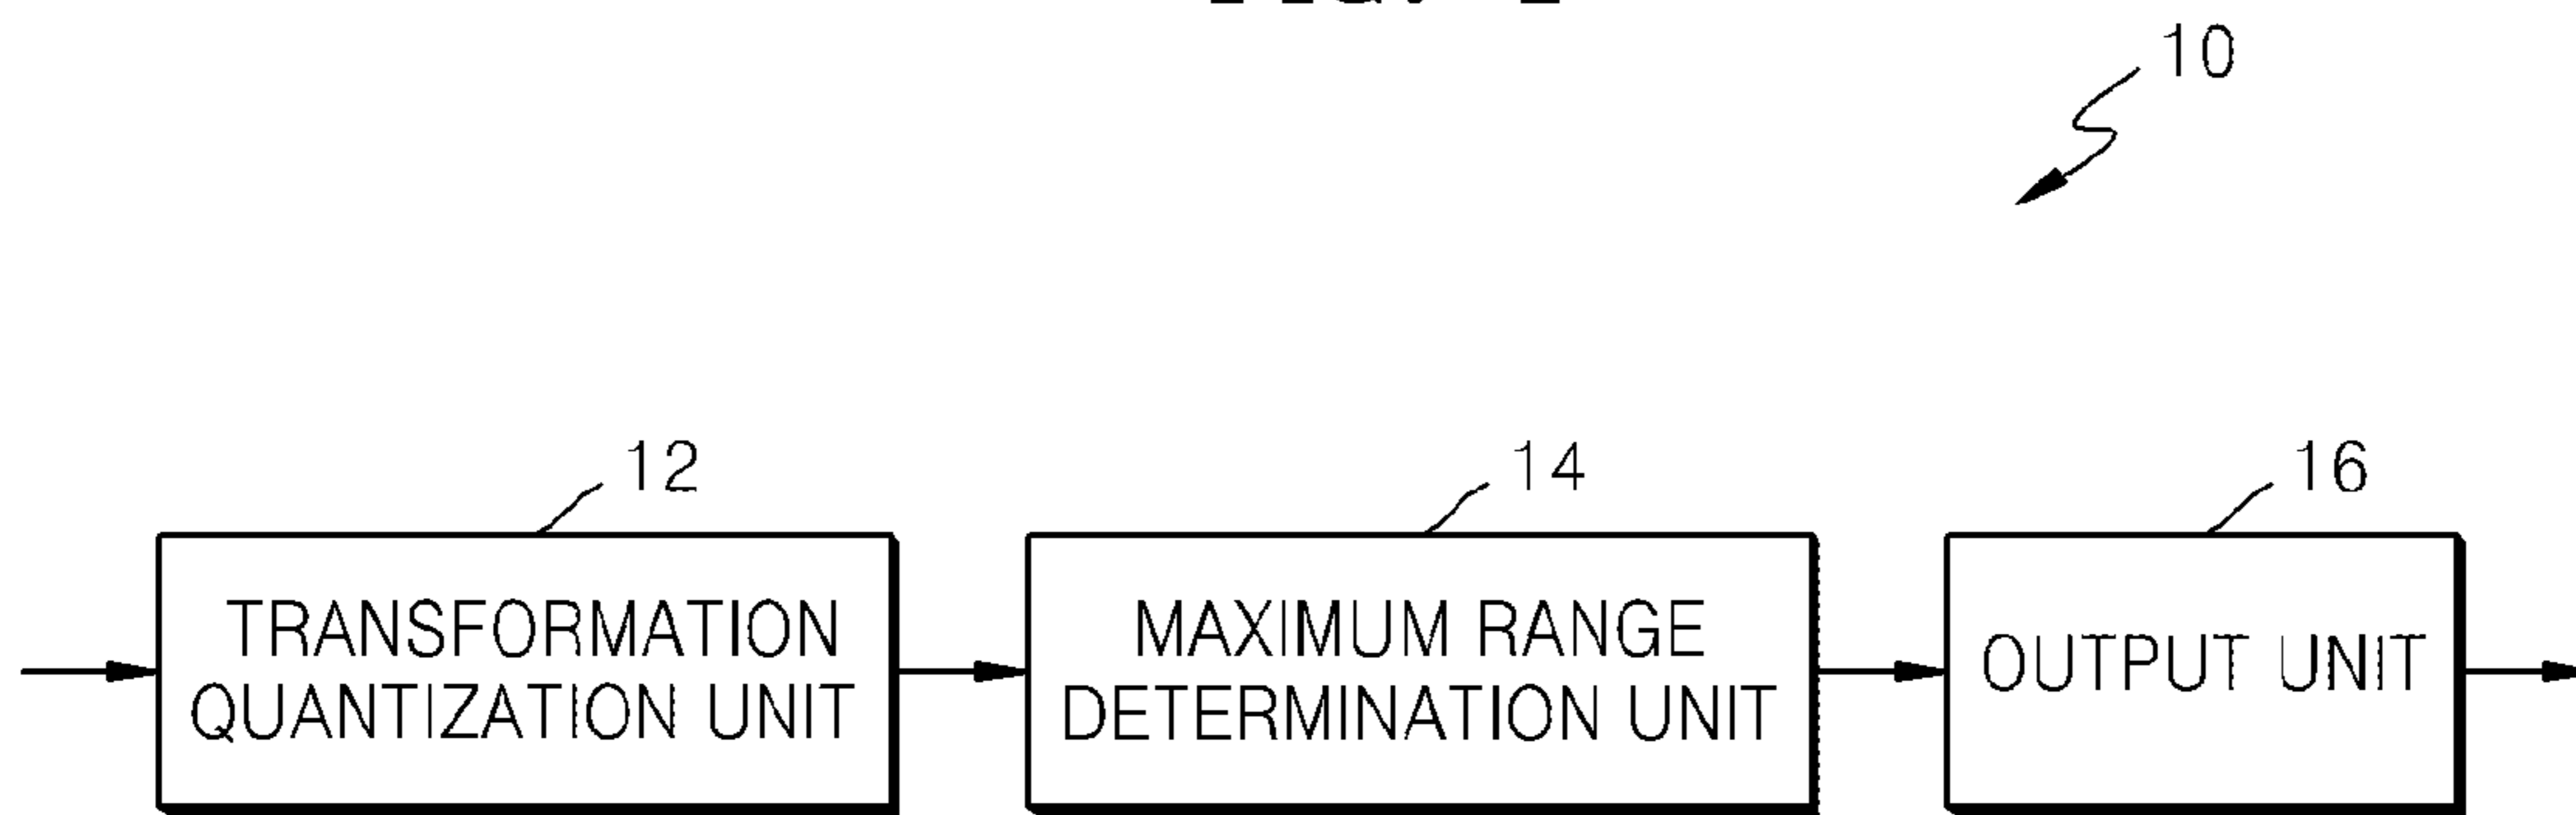 10
12
14
16
TRANSFORMATION
QUANTIZATION UNIT
MAXIMUM RANGE
DETERMINATION UNIT
OUTPUT UNIT